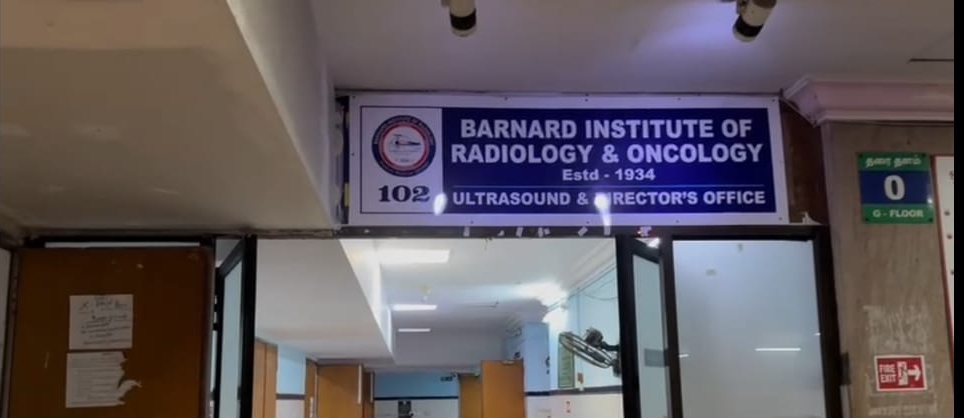 BARNARD INSTITUTE OF
RADIOLOGY & ONCOLOGY
Estd - 1934
102
ULTRASOUND & DIRECTOR'S OFFICE
தரை தளம்
0
G - FLOOR
FIRE
EXIT